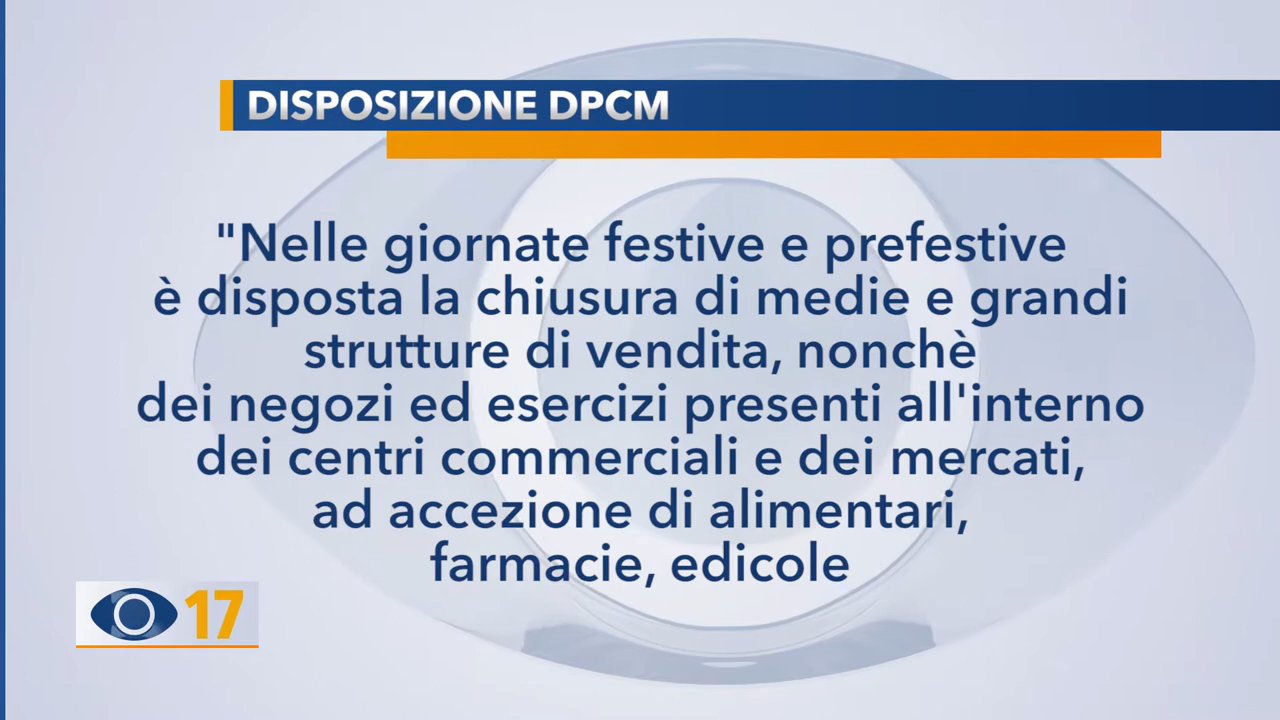 DISPOSIZIONE DPCM
"Nelle giornate festive e prefestive
è disposta la chiusura di medie e grandi
strutture di vendita, nonchè
dei negozi ed esercizi presenti all'interno
dei centri commerciali e dei mercati,
ad accezione di alimentari,
farmacie, edicole
17